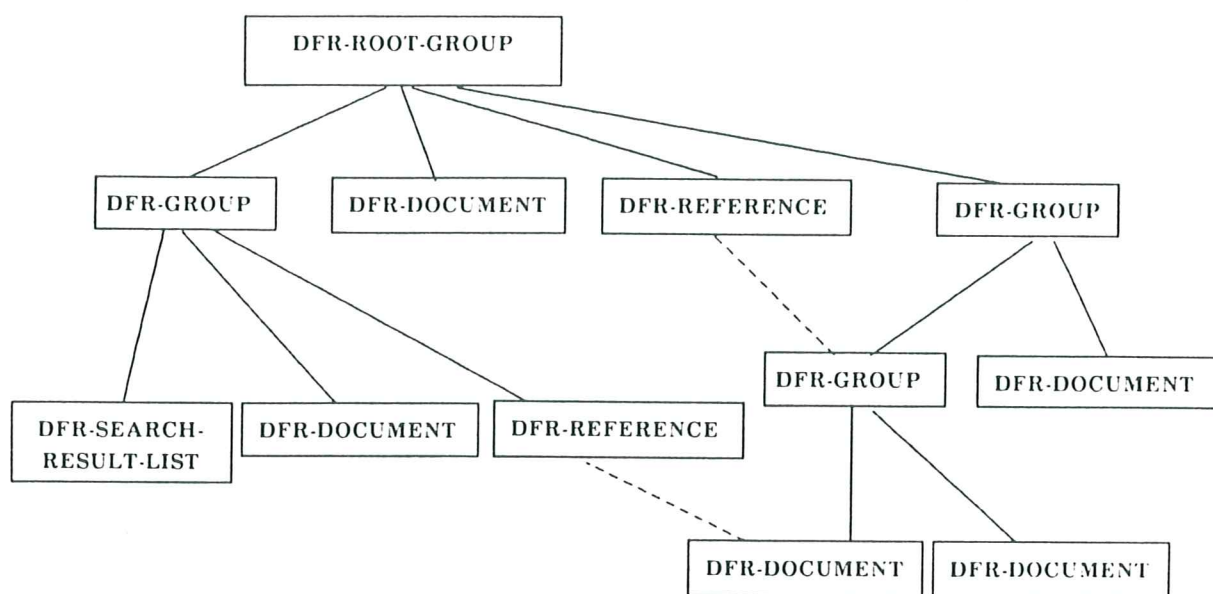 DFR-ROOT-GROUP
DFR-GROUP
DFR-DOCUMENT
DFR-REFERENCE
DFR-GROUP
DFR-GROUP
DFR-DOCUMENT
DFR-SEARCH-
RESULT-LIST
DFR-DOCUMENT
DFR-REFERENCE
DFR-DOCUMENT
DFR-DOCUMENT